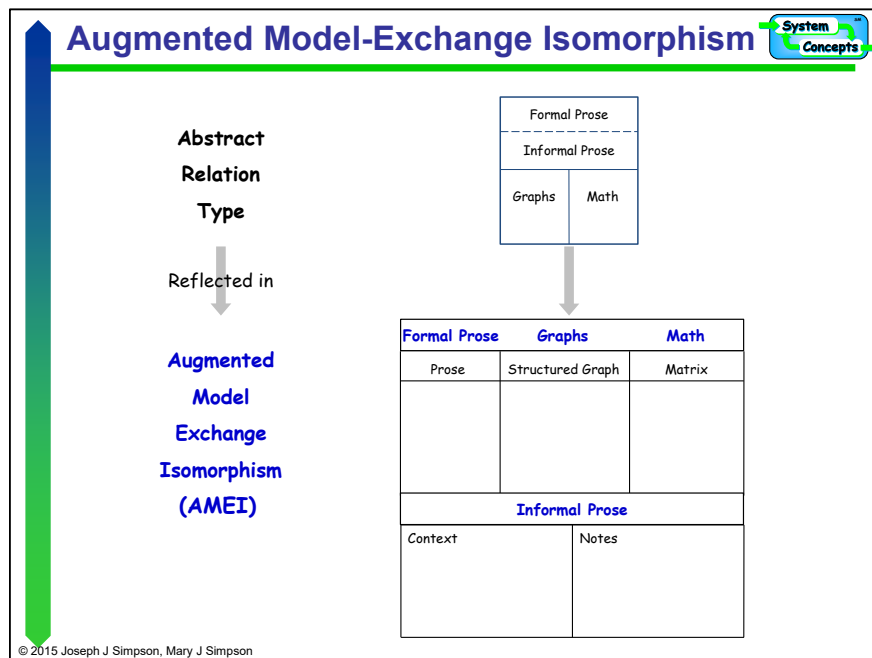 Augmented Model-Exchange Isomorphism
System
SM
Concepts
Abstract
Relation
Type
Reflected in
Augmented
Model
Exchange
Isomorphism
(AMEI)
Formal Prose
Informal Prose
Graphs Math
Formal Prose Graphs Math
Prose Structured Graph Matrix
Informal Prose
Context Notes
© 2015 Joseph J Simpson, Mary J Simpson